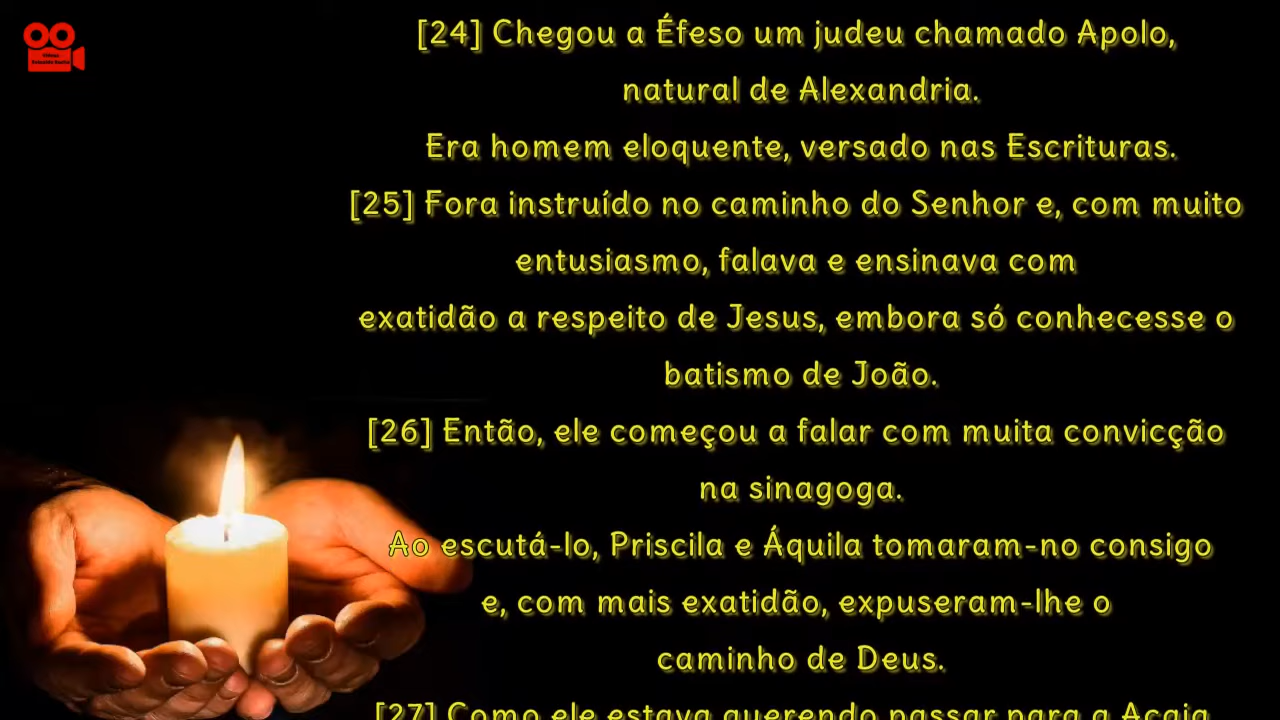 [24] Chegou a Éfeso um judeu chamado Apolo,
natural de Alexandria.
Era homem eloquente, versado nas Escrituras.
[25] Fora instruído no caminho do Senhor e, com muito
entusiasmo, falava e ensinava com
exatidão a respeito de Jesus, embora só conhecesse o
batismo de João.
[26] Então, ele começou a falar com muita convicção
na sinagoga.
Ao escutá-lo, Priscila e Áquila tomaram-no consigo
e, com mais exatidão, expuseram-lhe o
caminho de Deus.
[27] Como ele estava querendo passar para a Acaia,